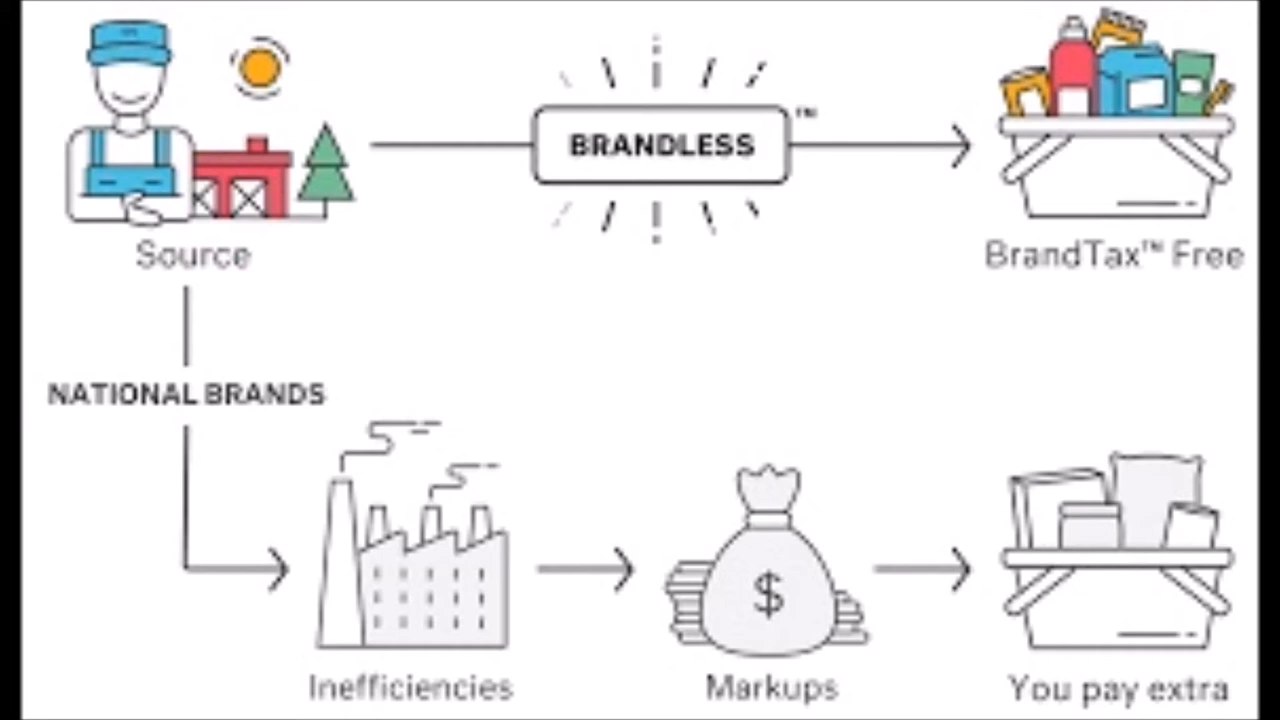 BRANDLESS™
Source
BrandTax™ Free
NATIONAL BRANDS
$
Inefficiencies
Markups
You pay extra